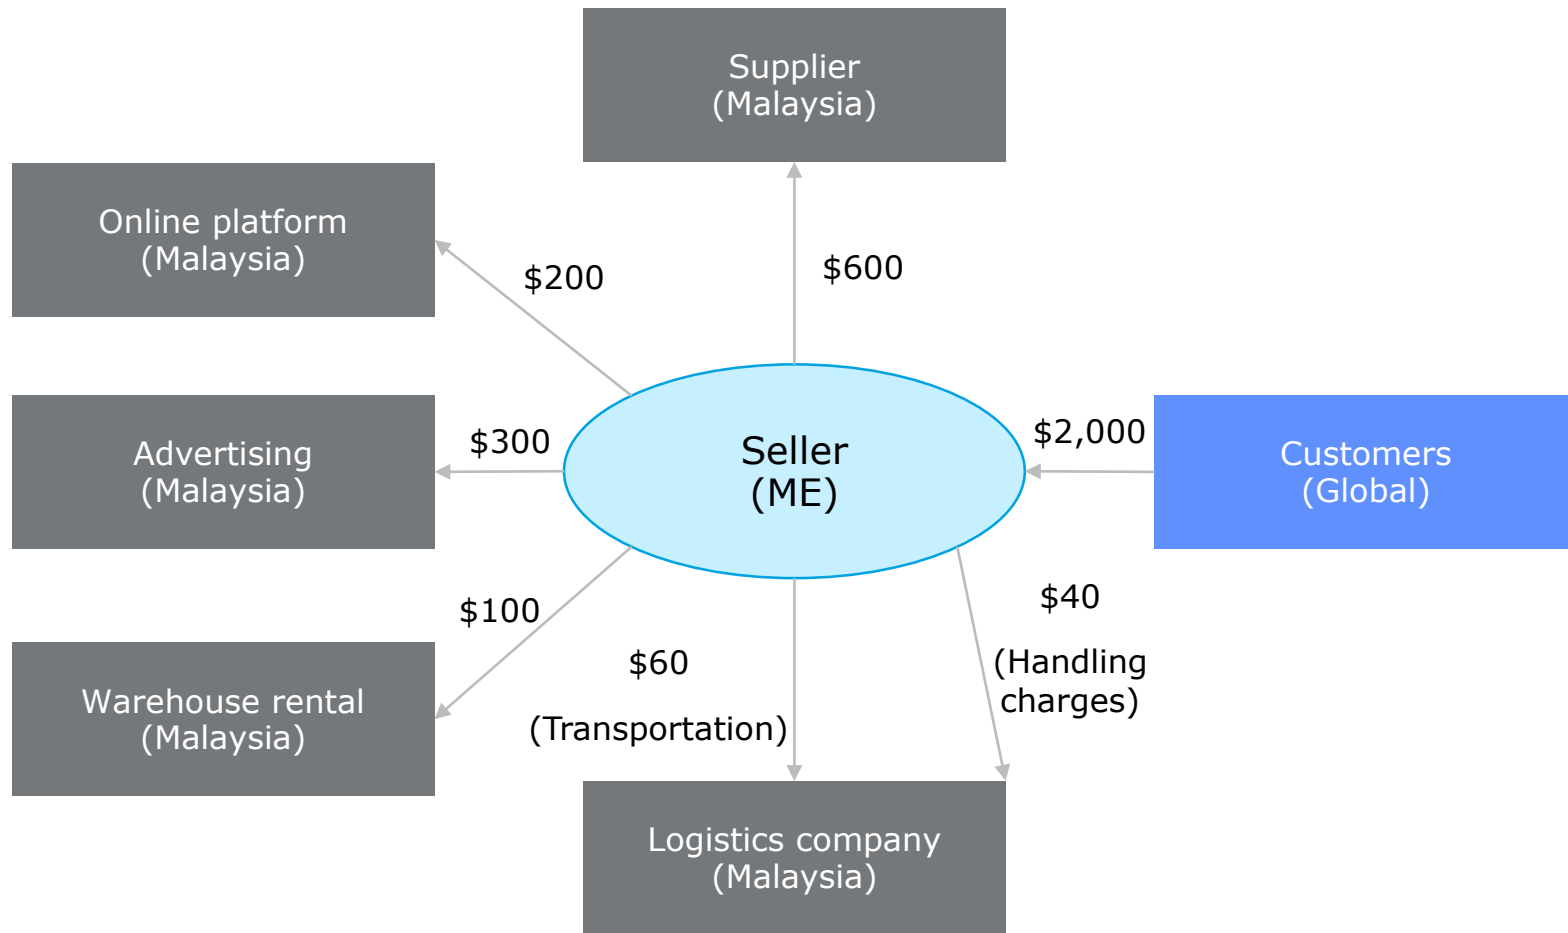 Supplier
(Malaysia)
Online platform
(Malaysia)
$200
$600
Advertising
(Malaysia)
$300
Seller
(ME)
$2,000
Customers
(Global)
$100
$60
(Transportation)
$40
(Handling
charges)
Warehouse rental
(Malaysia)
Logistics company
(Malaysia)